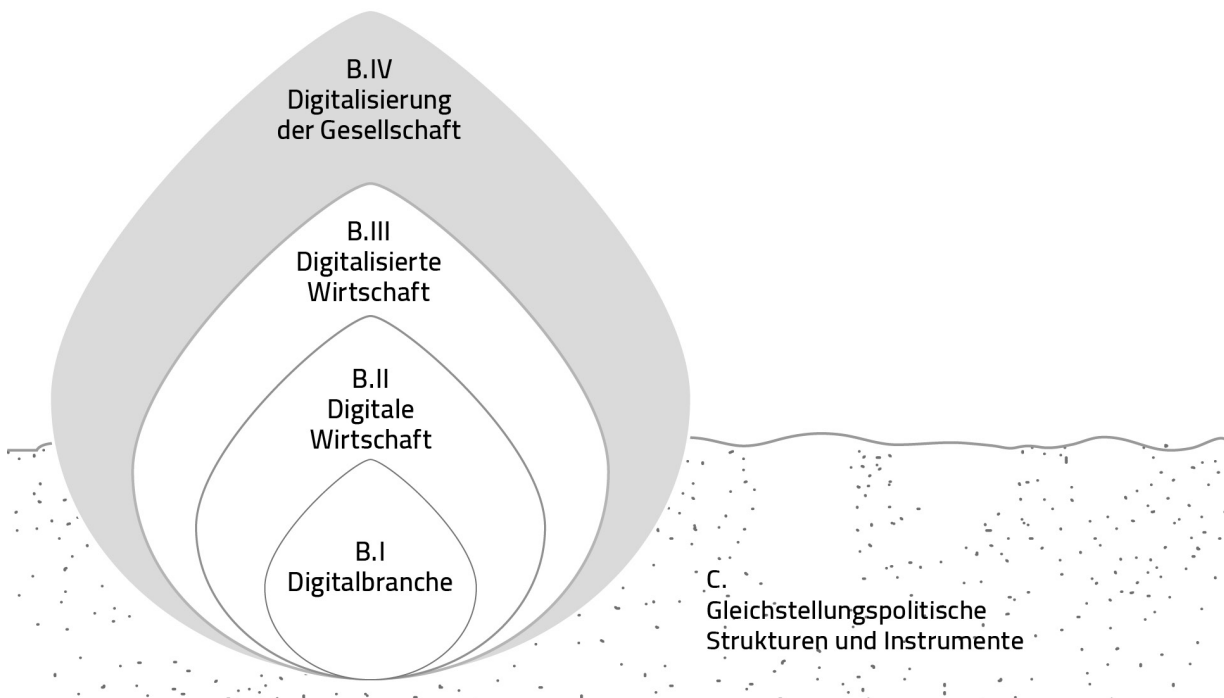 B.IV
Digitalisierung
der Gesellschaft
B.III
Digitalisierte
Wirtschaft
B.II
Digitale
Wirtschaft
B.I
Digitalbranche
C.
Gleichstellungspolitische
Strukturen und Instrumente